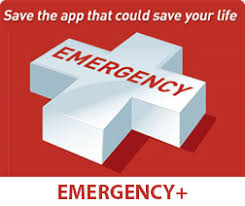 Save the app that could save your life
EMERGENCY
EMERGENCY+